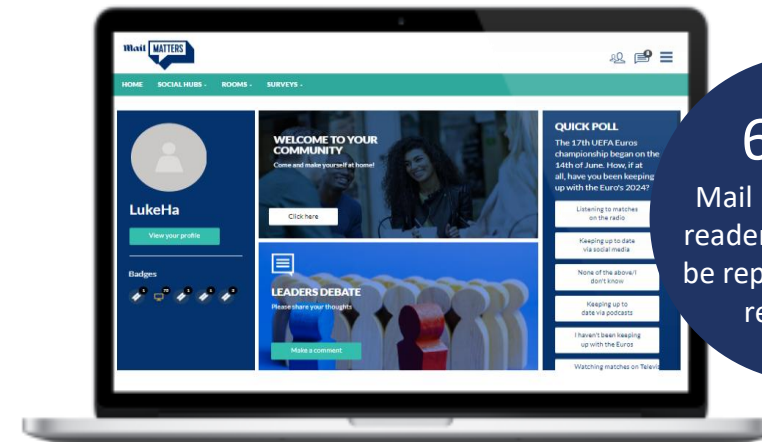 Mail MATTERS
HOME SOCIAL HUBS ROOMS SURVEYS
LukeHa
View your profile
Badges
WELCOME TO YOUR
COMMUNITY
Come and make yourself at home!
Click here
LEADERS DEBATE
Please share your thoughts
Make a comment
QUICK POLL
The 17th UEFA Euros
championship began on the
14th of June. How, if at
all, have you been keeping
up with the Euro's 2024?
Listening to matches
on the radio
Keeping up to date
via social media
None of the above/I
don't know
Keeping up to
date via podcasts
I haven't been keeping
up with the Euros
Watching matches on Televi
6
Mail
reader
be rep
re